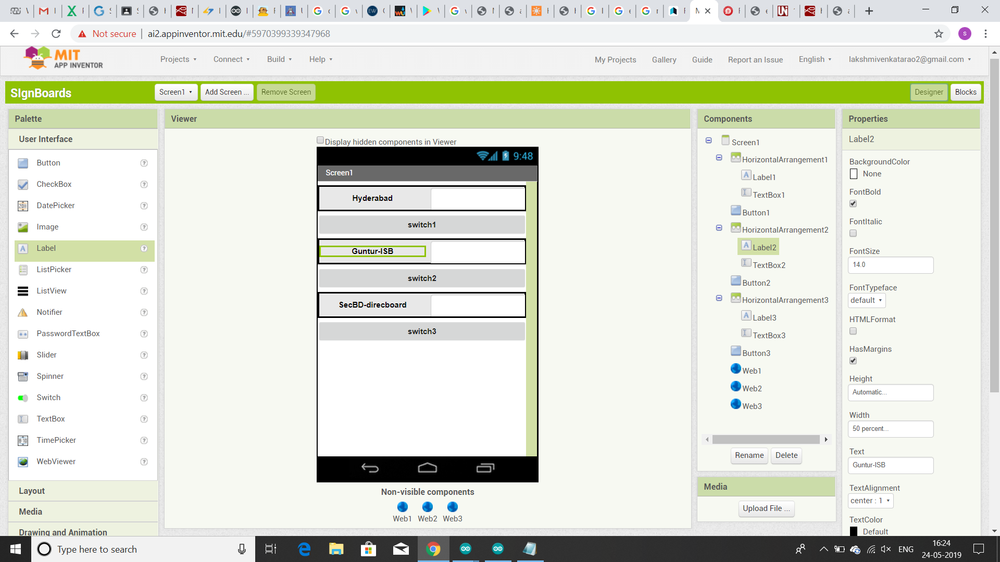 Not secure | ai2.appinventor.mit.edu/#5970399339347968
MIT
APP INVENTOR
Projects Connect Build Help
My Projects Gallery Guide Report an Issue English lakshmivenkatarao2@gmail.com
SIgnBoards
Screen1 Add Screen ... Remove Screen
Designer Blocks
Palette
User Interface
Button
CheckBox
DatePicker
Image
Label
ListPicker
ListView
Notifier
PasswordTextBox
Slider
Spinner
Switch
TextBox
TimePicker
WebViewer
Layout
Media
Drawing and Animation
Viewer
Display hidden components in Viewer
9:48
Screen1
Hyderabad
switch1
Guntur-ISB
switch2
SecBD-direcboard
switch3
Non-visible components
Web1 Web2 Web3
Components
Screen1
HorizontalArrangement1
Label1
TextBox1
Button1
HorizontalArrangement2
Label2
TextBox2
Button2
HorizontalArrangement3
Label3
TextBox3
Button3
Web1
Web2
Web3
Rename Delete
Media
Upload File ...
Properties
Label2
BackgroundColor
None
FontBold
FontItalic
FontSize
14.0
FontTypeface
default
HTMLFormat
HasMargins
Height
Automatic...
Width
50 percent...
Text
Guntur-ISB
TextAlignment
center : 1
TextColor
Default
Type here to search
ENG
16:24
24-05-2019